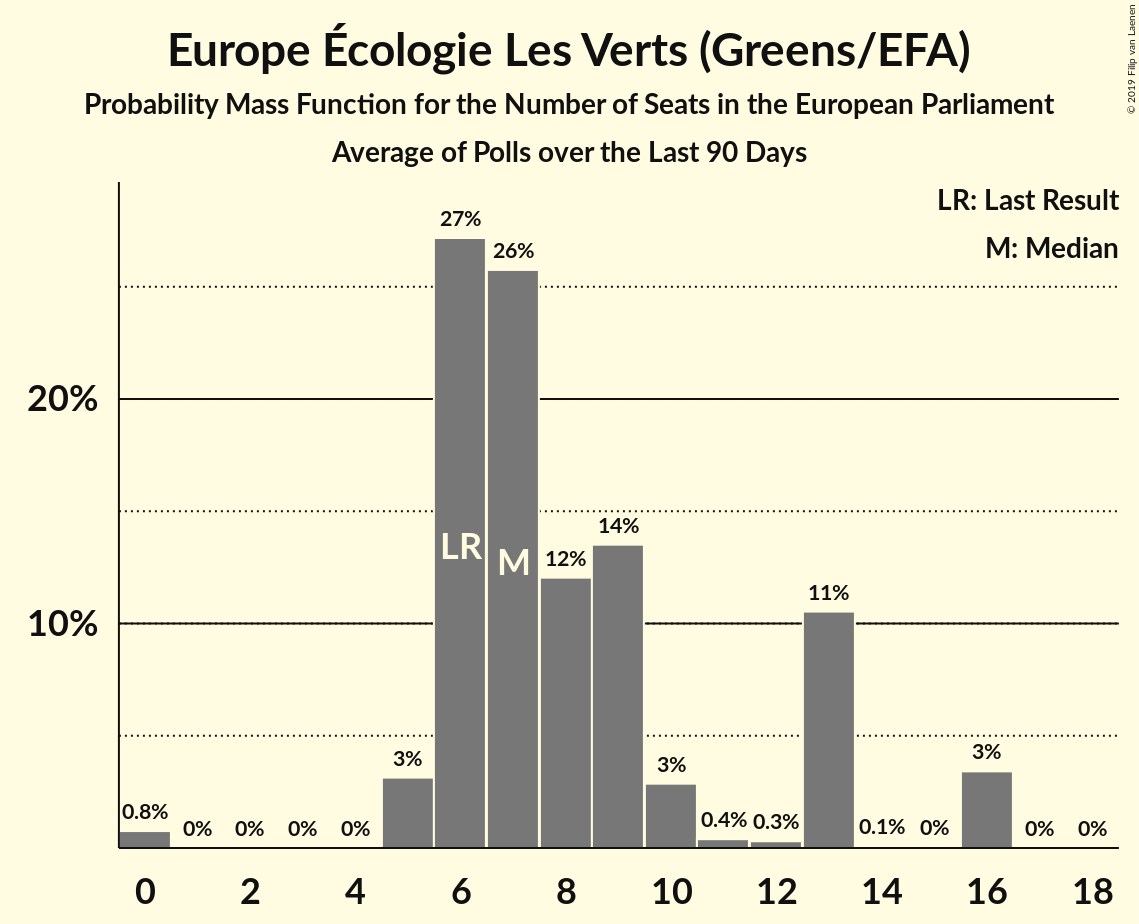 Europe Écologie Les Verts (Greens/EFA)
Probability Mass Function for the Number of Seats in the European Parliament
Average of Polls over the Last 90 Days
© 2019 Filip van Laenen
LR: Last Result
M: Median
27%
26%
20%
14%
LR
M
12%
11%
10%
3%
3%
3%
0.8%
0%
0%
0%
0%
0.4%
0.3%
0.1%
0%
0%
0%
0 2 4 6 8 10 12 14 16 18